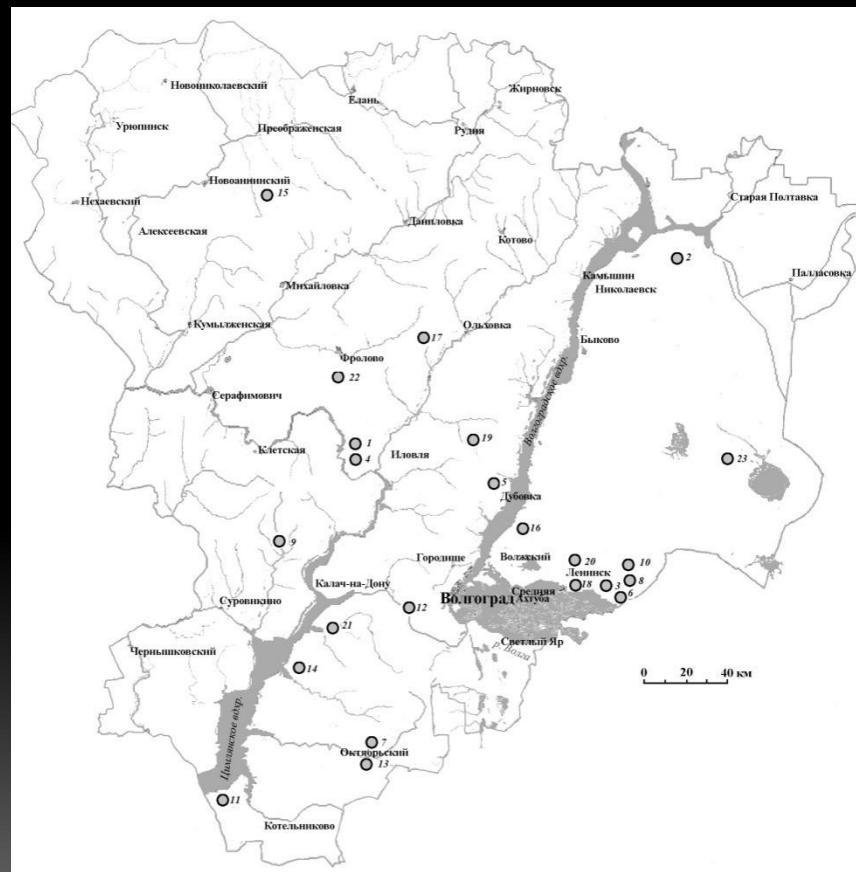 Новониколаевский
Елань
Жирновск
Урюпинск
Преображенская
Рудня
Новоаннинский
15
Нехаевский
Старая Полтавка
Алексеевская
Даниловка
Котово
2
Камышин
Палласовка
Михайловка
Николаевск
Кумылженская
Ольховка
17
Быково
Фролово
22
Волгоградское вдхр.
Серафимович
1
19
Клетская
4
Иловля
23
5
Дубовка
16
9
Городище
Волжский
20
10
Калач-на-Дону
Ленинск
8
18
3
Суровикино
Средняя
Волгоград
Ахтуба
6
12
21
Светлый Яр
Чернышковский
р. Волга
14
0 20 40 км
Цимлянское вдхр.
7
Октябрьский
13
11
Котельниково